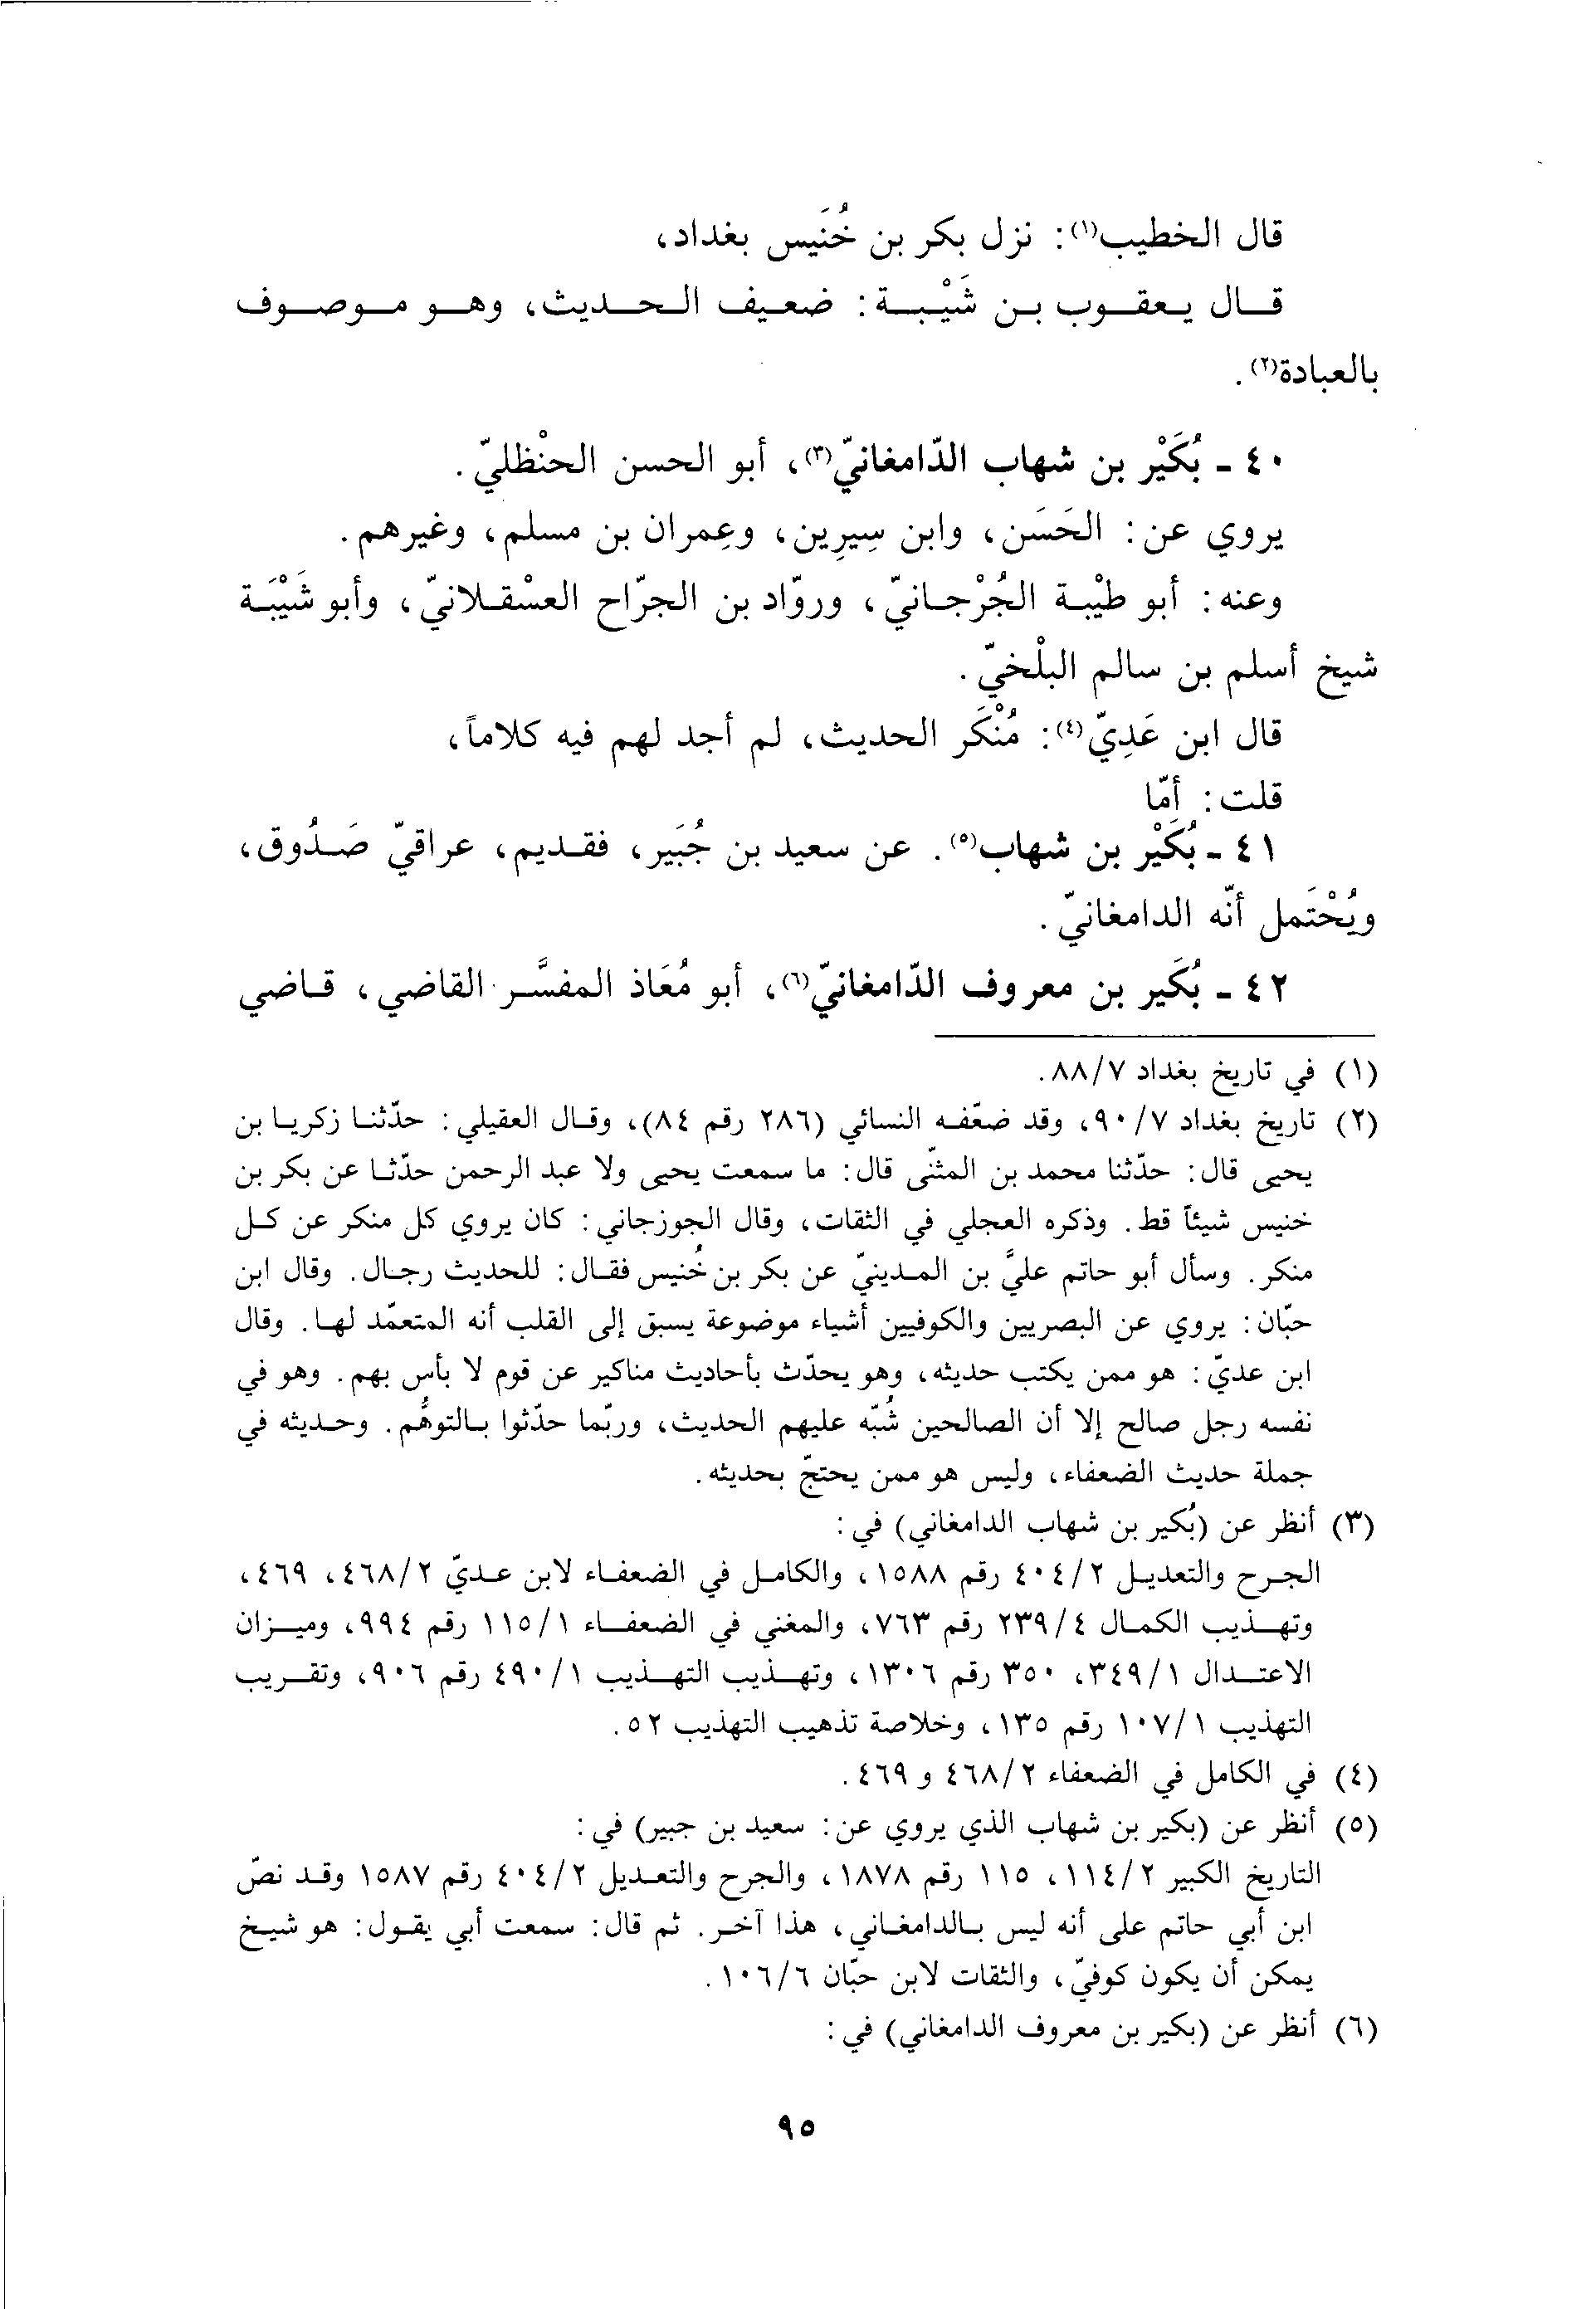 قال الخطيب(١): نزل بكر بن خُنَيس بغداد،
قال يعقوب بن شَيْبة: ضعيف الحديث، وهو موصوف
بالعبادة(٢).
٤٠ - بُكَيْر بن شهاب الدّامغانيّ(٣)، أبو الحسن الحنْظليّ.
يروي عن: الحَسَن، وابن سِيرِين، وعِمران بن مسلم، وغيرهم.
وعنه: أبو طيْبة الجُرْجانيّ، وروّاد بن الجرّاح العسْقلانيّ، وأبو شَيْبَة
شيخ أسلم بن سالم البلْخيّ.
قال ابن عَدِيّ(٤): مُنْكَر الحديث، لم أجد لهم فيه كلاماً،
قلت: أمّا
٤١ - بُكَيْر بن شهاب(٥). عن سعيد بن جُبَير، فقديم، عراقيّ صَدُوق،
ويُحْتَمل أنّه الدامغانيّ.
٤٢ - بُكَير بن معروف الدّامغانيّ(٦)، أبو مُعَاذ المفسَّر القاضي، قاضي
(١) في تاريخ بغداد ٨٨/٧.
(٢) تاريخ بغداد ٩٠/٧، وقد ضعّفه النسائي (٢٨٦ رقم ٨٤)، وقال العقيلي: حدّثنا زكريا بن
يحيى قال: حدّثنا محمد بن المثنّى قال: ما سمعت يحيى ولا عبد الرحمن حدّثا عن بكر بن
خنيس شيئاً قط. وذكره العجلي في الثقات، وقال الجوزجاني: كان يروي كل منكر عن كل
منكر. وسأل أبو حاتم عليَّ بن المدينيّ عن بكر بن خُنيس فقال: للحديث رجال. وقال ابن
حبّان: يروي عن البصريين والكوفيين أشياء موضوعة يسبق إلى القلب أنه المتعمّد لها. وقال
ابن عديّ: هو ممن يكتب حديثه، وهو يحدّث بأحاديث مناكير عن قوم لا بأس بهم. وهو في
نفسه رجل صالح إلا أن الصالحين شُبّه عليهم الحديث، وربّما حدّثوا بالتوهُّم. وحديثه في
جملة حديث الضعفاء، وليس هو ممن يحتجّ بحديثه.
(٣) أنظر عن (بُكير بن شهاب الدامغاني) في:
الجرح والتعديل ٤٠٤/٢ رقم ١٥٨٨، والكامل في الضعفاء لابن عديّ ٤٦٨/٢، ٤٦٩،
وتهذيب الكمال ٢٣٩/٤ رقم ٧٦٣، والمغني في الضعفاء ١١٥/١ رقم ٩٩٤، وميزان
الاعتدال ٣٤٩/١، ٣٥٠ رقم ١٣٠٦، وتهذيب التهذيب ٤٩٠/١ رقم ٩٠٦، وتقريب
التهذيب ١٠٧/١ رقم ١٣٥، وخلاصة تذهيب التهذيب ٥٢.
(٤) في الكامل في الضعفاء ٤٦٨/٢ و ٤٦٩.
(٥) أنظر عن (بكير بن شهاب الذي يروي عن: سعيد بن جبير) في:
التاريخ الكبير ١١٤/٢، ١١٥ رقم ١٨٧٨، والجرح والتعديل ٤٠٤/٢ رقم ١٥٨٧ وقد نصّ
ابن أبي حاتم على أنه ليس بالدامغاني، هذا آخر. ثم قال: سمعت أبي يقول: هو شيخ
يمكن أن يكون كوفيّ، والثقات لابن حبّان ١٠٦/٦.
(٦) أنظر عن (بكير بن معروف الدامغاني) في:
٩٥